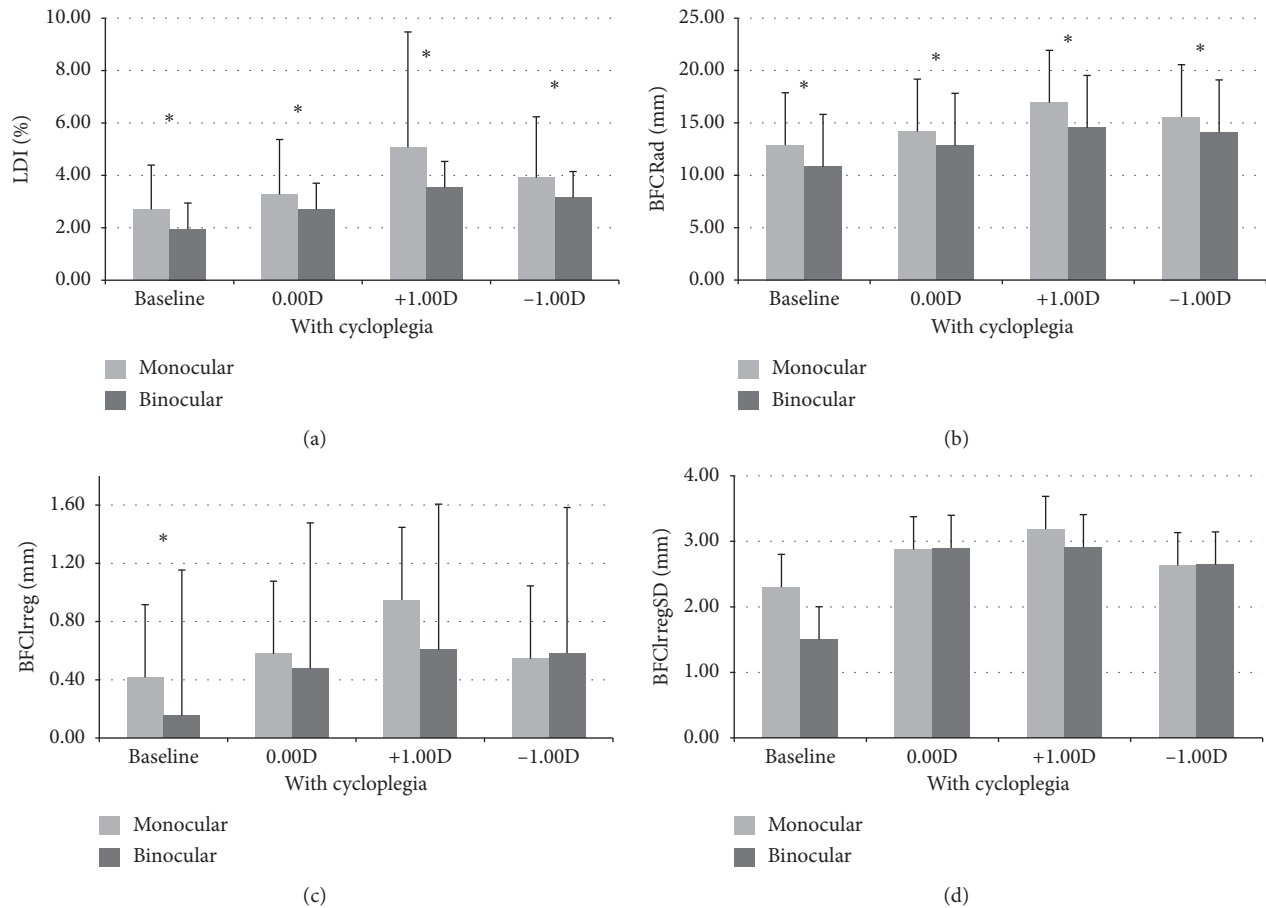 10.00
8.00
6.00
4.00
2.00
0.00
LDI (%)
* * * *
Baseline 0.00D +1.00D −1.00D
With cycloplegia
Monocular
Binocular
(a)
25.00
20.00
15.00
10.00
5.00
0.00
BFCRad (mm)
* * * *
Baseline 0.00D +1.00D −1.00D
With cycloplegia
Monocular
Binocular
(b)
1.60
1.20
0.80
0.40
0.00
BFCIrreg (mm)
*
Baseline 0.00D +1.00D −1.00D
With cycloplegia
Monocular
Binocular
(c)
4.00
3.00
2.00
1.00
0.00
BFCIrregSD (mm)
Baseline 0.00D +1.00D −1.00D
With cycloplegia
Monocular
Binocular
(d)